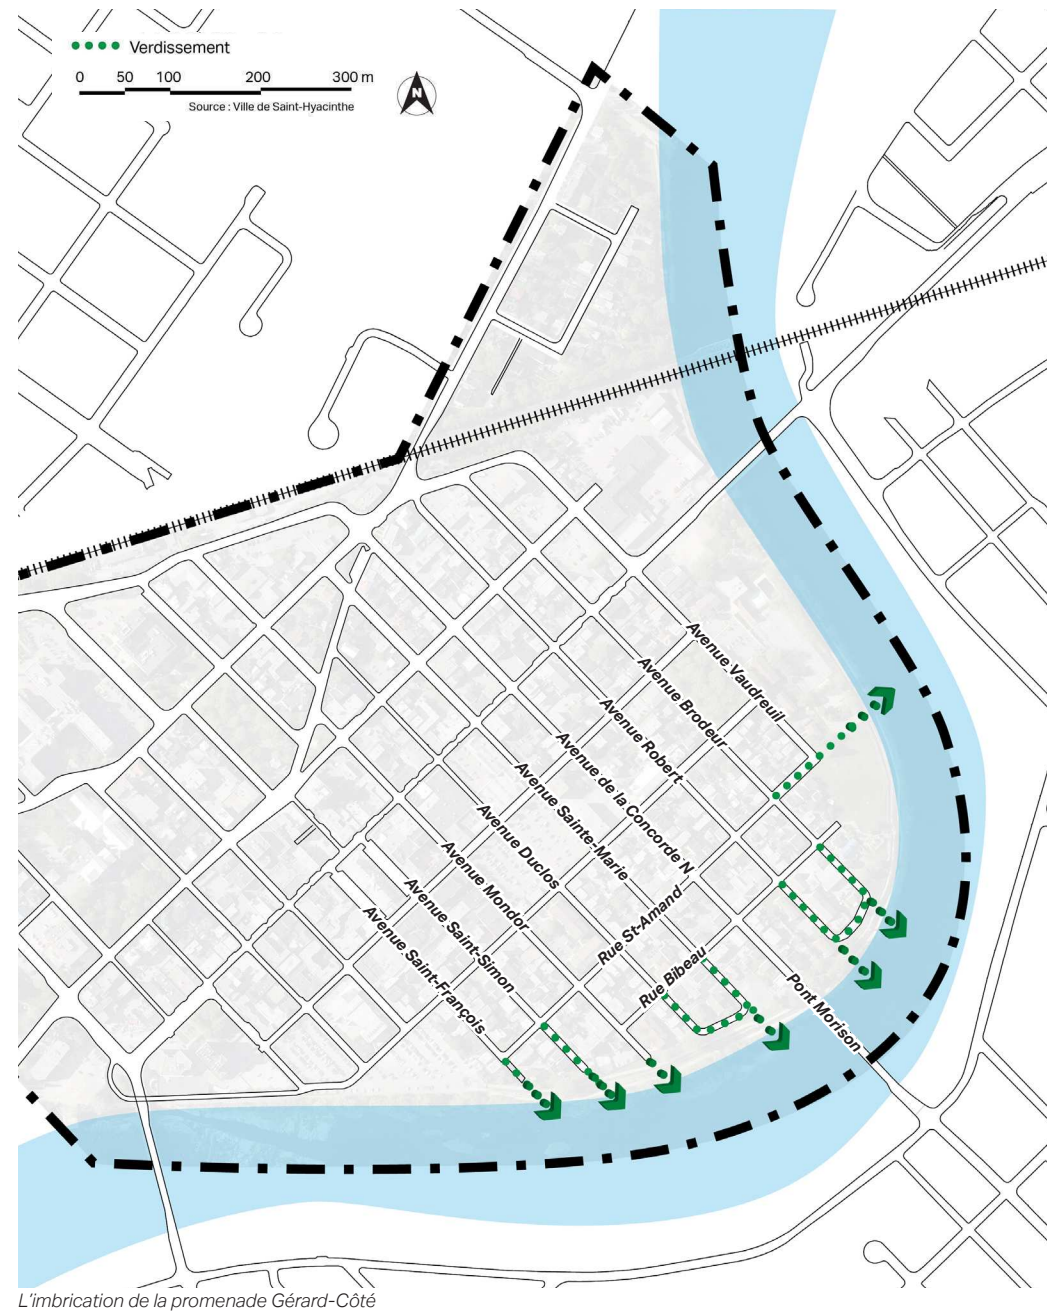 Verdissement
0 50 100 200 300 m
Source : Ville de Saint-Hyacinthe
N
Avenue Vaudreuil
Avenue Brodeur
Avenue Robert
Avenue de la Concorde N
Avenue Sainte-Marie
Avenue Duclos
Avenue Mondor
Avenue Saint-Simon
Avenue Saint-François
Rue St-Amand
Rue Bibeau
Pont Morison
L'imbrication de la promenade Gérard-Côté